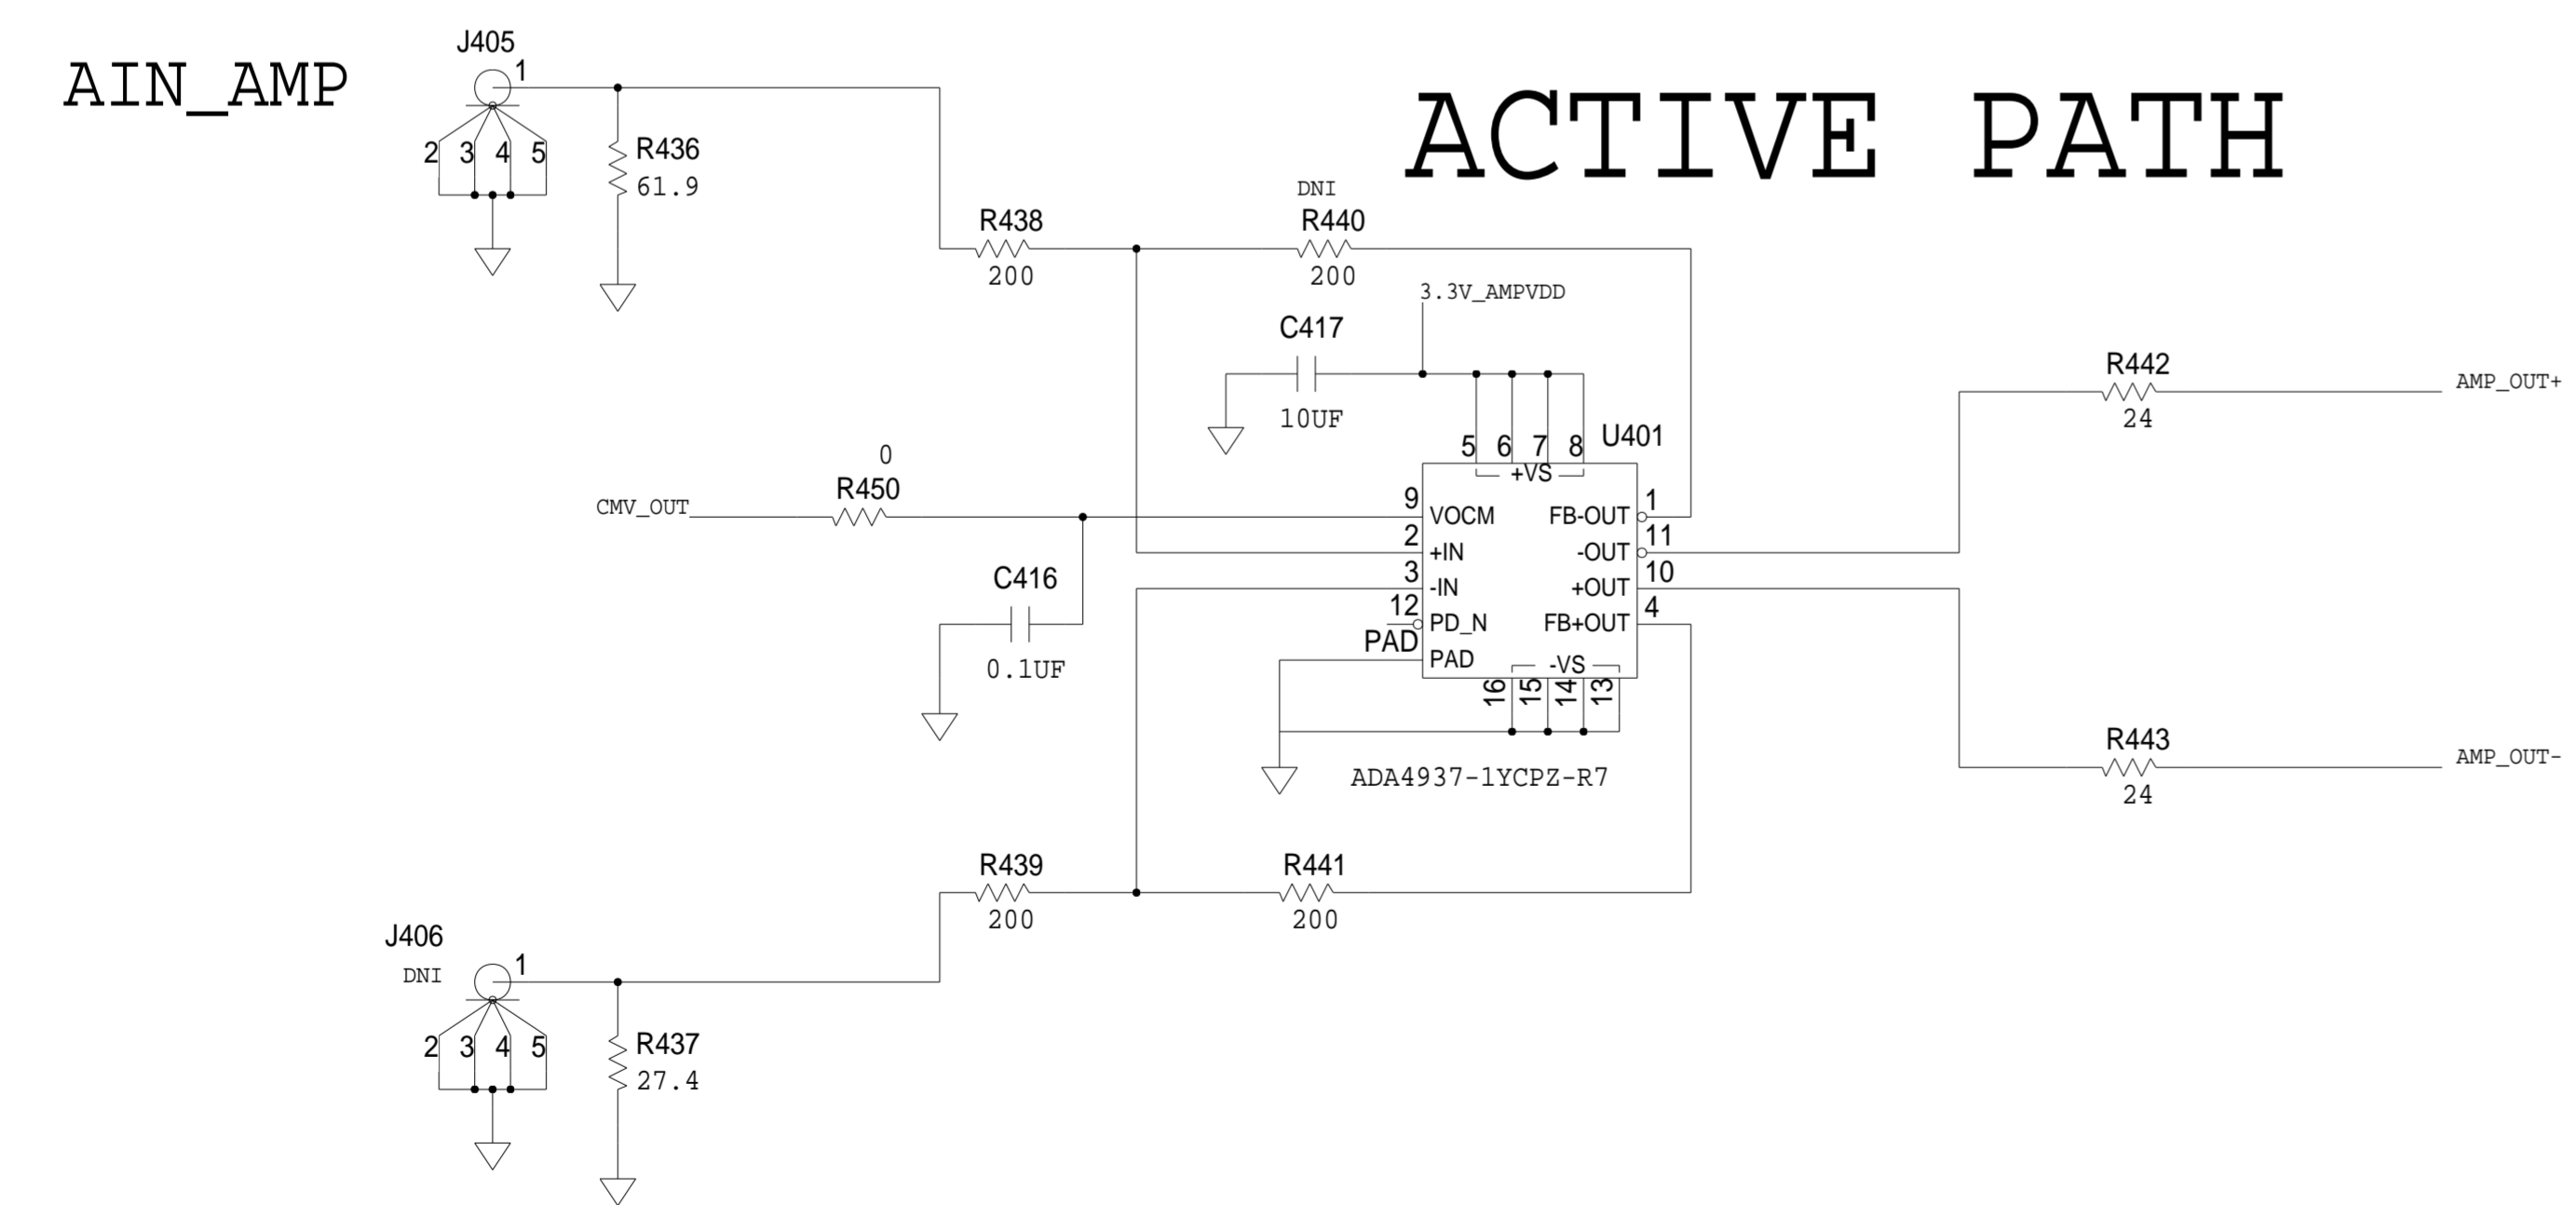 J405
AIN_AMP
1
ACTIVE PATH
2 3 4 5
R436
61.9
DNI
R438
R440
200
200
3.3V_AMPVDD
C417
10UF
R442
AMP_OUT+
24
0
R450
CMV_OUT
5 6 7 8
U401
+VS
9
VOCM
FB-OUT
1
2
+IN
-OUT
11
3
-IN
+OUT
10
12
PD_N
FB+OUT
4
PAD
PAD
-VS
16 15 14 13
C416
0.1UF
ADA4937-1YCPZ-R7
R443
AMP_OUT-
24
R439
R441
200
200
J406
DNI
1
2 3 4 5
R437
27.4